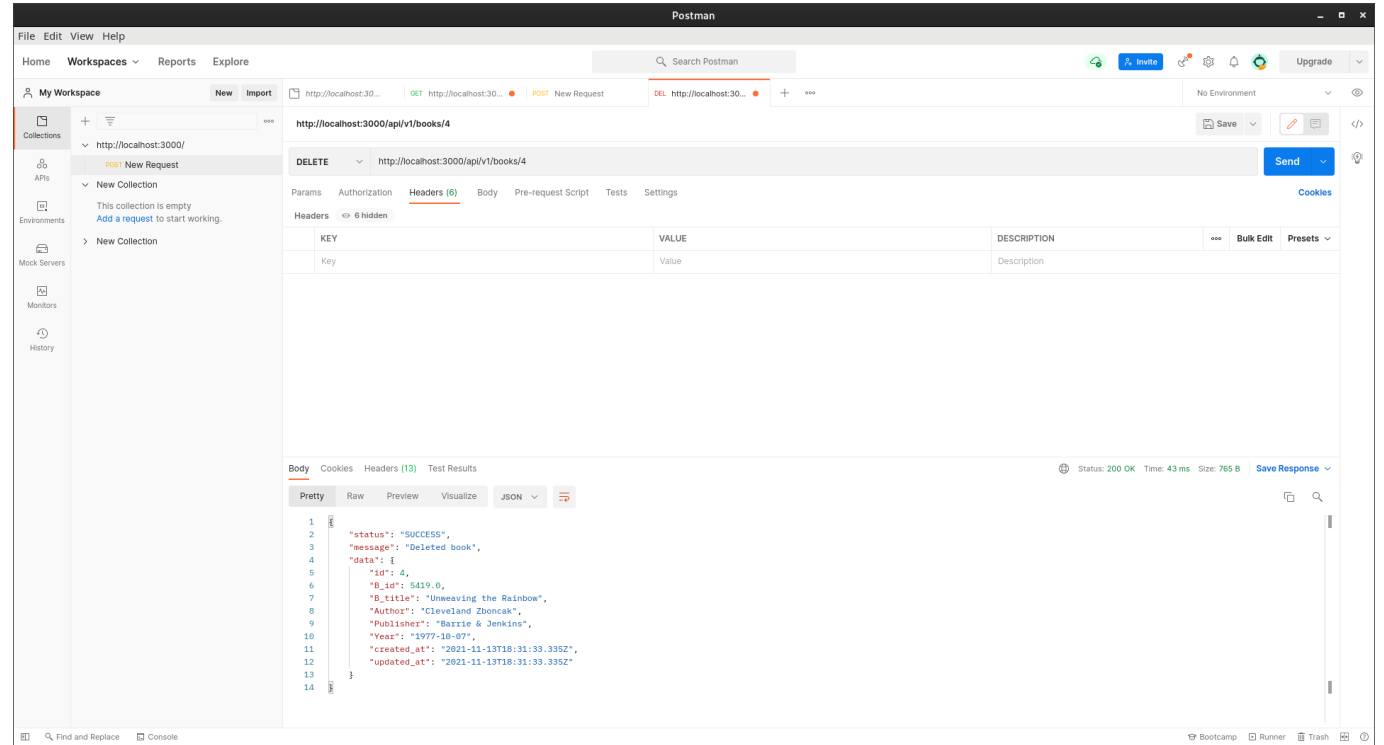 Postman
File Edit View Help
Home Workspaces Reports Explore
Search Postman
Invite
Upgrade
My Workspace
New Import
http://localhost:30...
GET http://localhost:30...
POST New Request
DEL http://localhost:30...
No Environment
Collections
APIs
Environments
Mock Servers
Monitors
History
http://localhost:3000/
POST New Request
New Collection
This collection is empty
Add a request to start working.
New Collection
http://localhost:3000/api/v1/books/4
Save
DELETE http://localhost:3000/api/v1/books/4
Send
Params Authorization Headers (6) Body Pre-request Script Tests Settings
Cookies
Headers 6 hidden
KEY VALUE DESCRIPTION Bulk Edit Presets
Key Value Description
Body Cookies Headers (13) Test Results
Status: 200 OK Time: 43 ms Size: 765 B Save Response
Pretty Raw Preview Visualize JSON
1 {
2 "status": "SUCCESS",
3 "message": "Deleted book",
4 "data": {
5 "id": 4,
6 "B_id": 5419.0,
7 "B_title": "Unweaving the Rainbow",
8 "Author": "Cleveland Zboncak",
9 "Publisher": "Barrie & Jenkins",
10 "Year": "1977-10-07",
11 "created_at": "2021-11-13T18:31:33.335Z",
12 "updated_at": "2021-11-13T18:31:33.335Z"
13 }
14 }
Find and Replace Console
Bootcamp Runner Trash